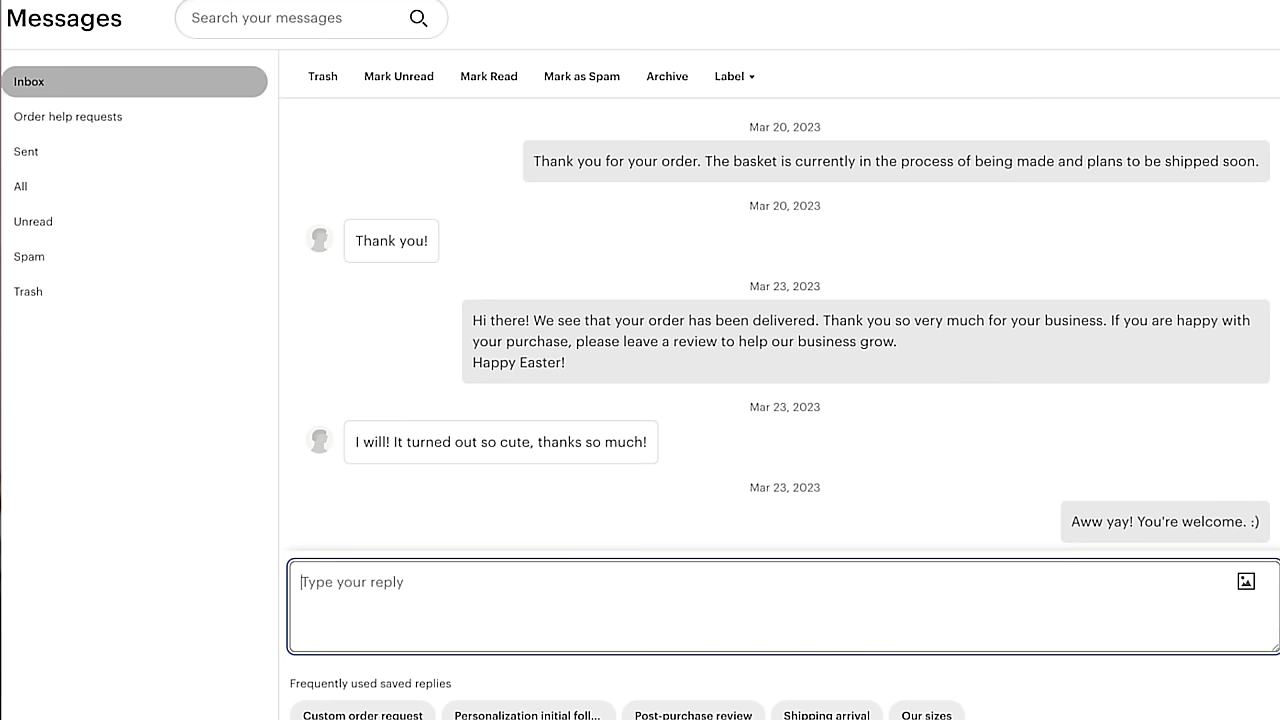 Messages
Search your messages
Inbox
Order help requests
Sent
All
Unread
Spam
Trash
Trash Mark Unread Mark Read Mark as Spam Archive Label
Mar 20, 2023
Thank you for your order. The basket is currently in the process of being made and plans to be shipped soon.
Mar 20, 2023
Thank you!
Mar 23, 2023
Hi there! We see that your order has been delivered. Thank you so very much for your business. If you are happy with
your purchase, please leave a review to help our business grow.
Happy Easter!
Mar 23, 2023
I will! It turned out so cute, thanks so much!
Mar 23, 2023
Aww yay! You're welcome. :)
Type your reply
Frequently used saved replies
Custom order request Personalization initial foll... Post-purchase review Shipping arrival Our sizes